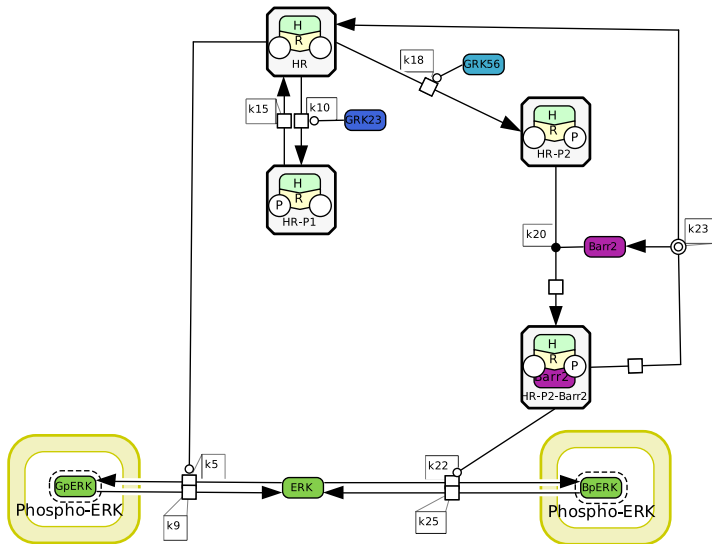 H
R
HR
k18
GRK56
k15
k10
GRK23
H
R
P
HR-P2
H
R
P
HR-P1
k20
Barr2
k23
H
R
P
Barr2
HR-P2-Barr2
k5
k22
GpERK
ERK
BpERK
Phospho-ERK
Phospho-ERK
k9
k25